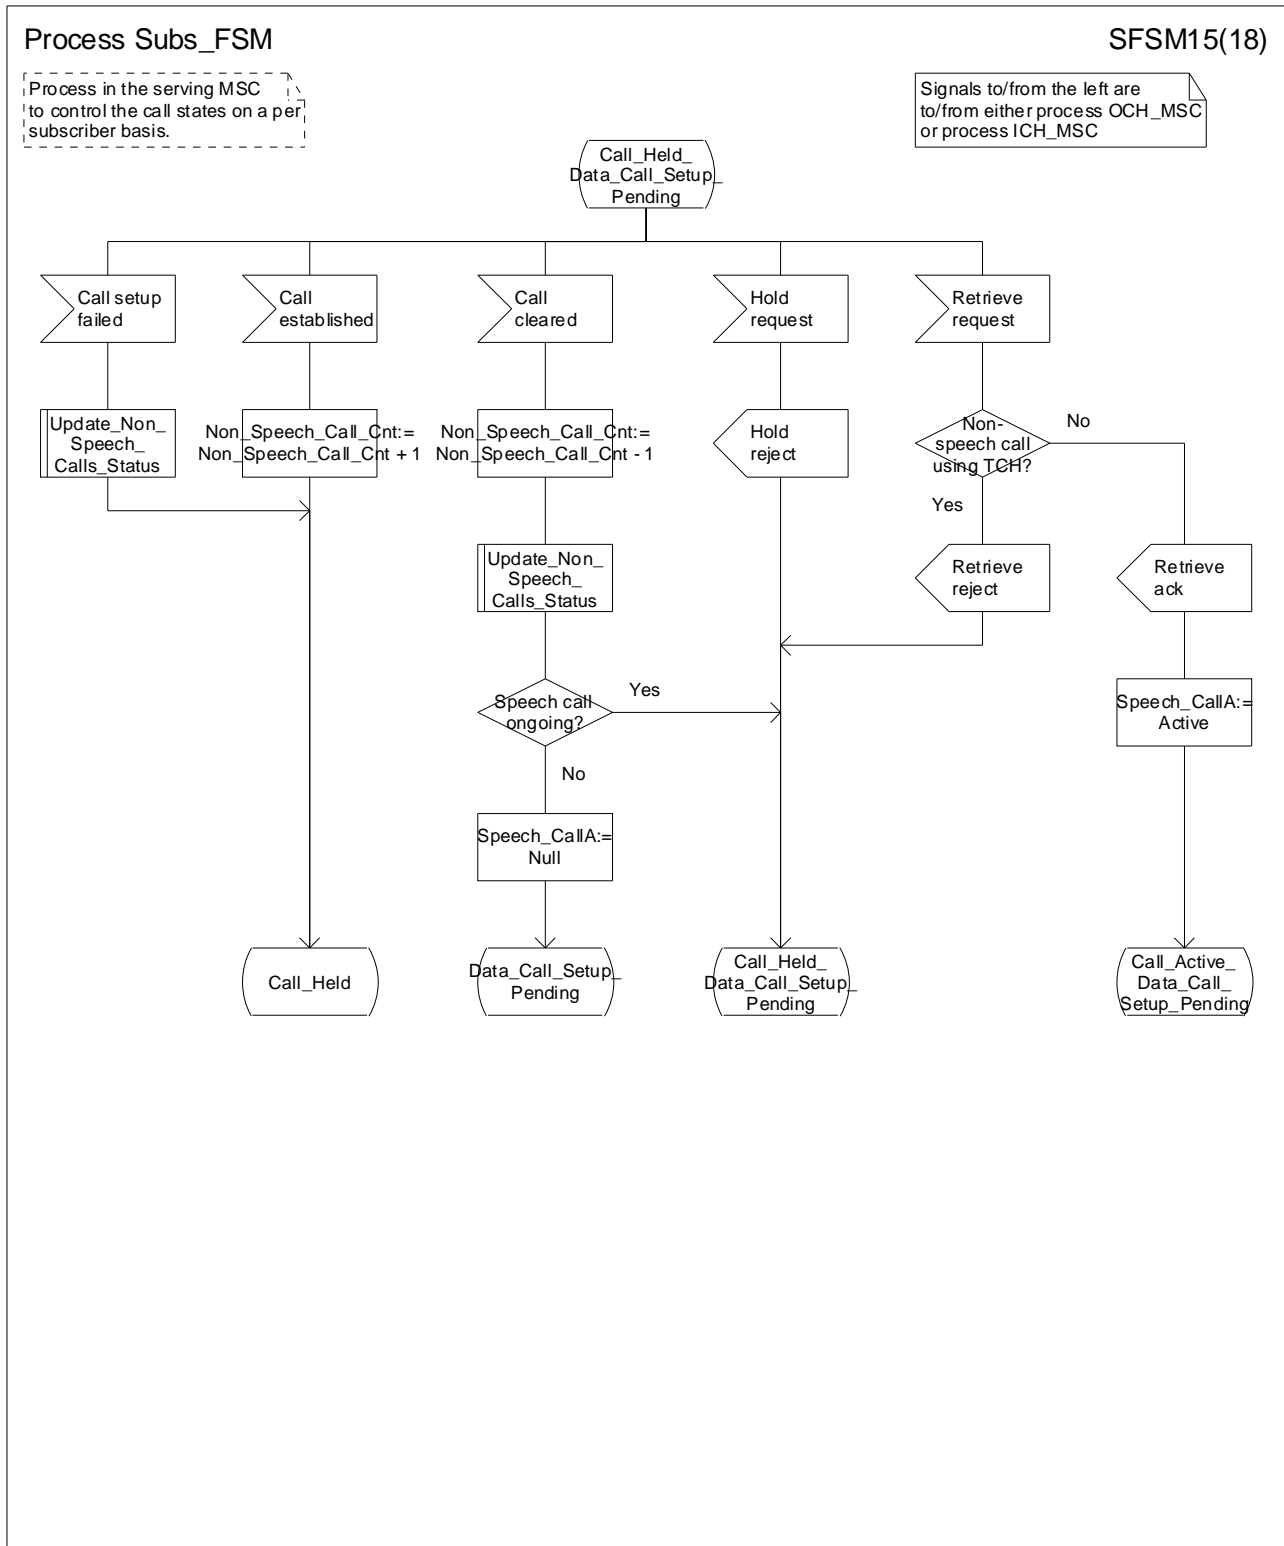 Process Subs_FSM
SFSM15(18)
Process in the serving MSC
to control the call states on a per
subscriber basis.
Signals to/from the left are
to/from either process OCH_MSC
or process ICH_MSC
Call_Held_
Data_Call_Setup_
Pending
Call setup
failed
Call
established
Call
cleared
Hold
request
Retrieve
request
Update_Non_
Speech_
Calls_Status
Non_Speech_Call_Cnt:=
Non_Speech_Call_Cnt + 1
Non_Speech_Call_Cnt:=
Non_Speech_Call_Cnt - 1
Hold
reject
Non-
speech call
using TCH?
No
Yes
Update_Non_
Speech_
Calls_Status
Retrieve
reject
Retrieve
ack
Speech call
ongoing?
Yes
No
Speech_CallA:=
Active
Speech_CallA:=
Null
Call_Held
Data_Call_Setup_
Pending
Call_Held_
Data_Call_Setup_
Pending
Call_Active_
Data_Call_
Setup_Pending